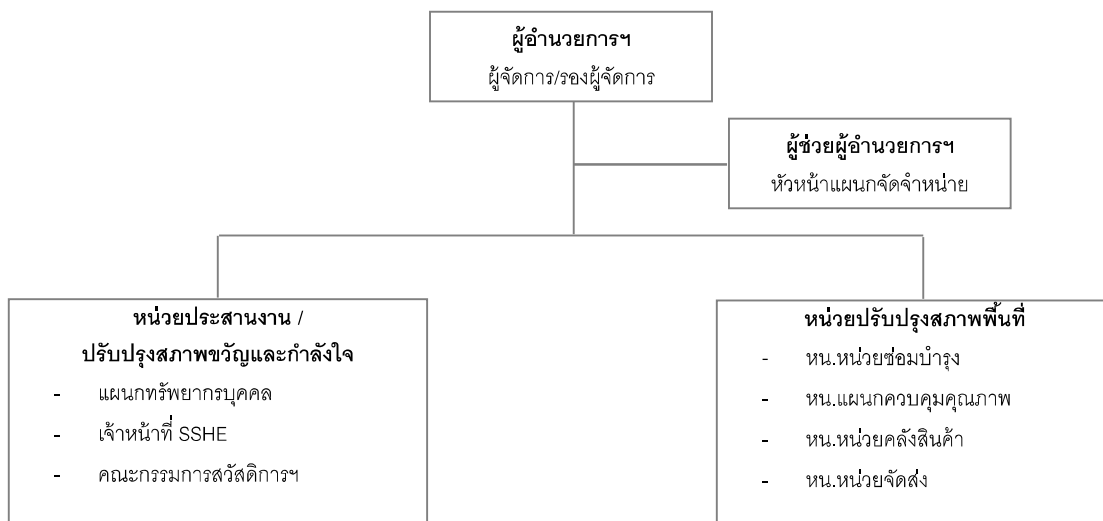 ผู้อำนวยการฯ
ผู้จัดการ/รองผู้จัดการ
ผู้ช่วยผู้อำนวยการฯ
หัวหน้าแผนกจัดจำหน่าย
หน่วยประสานงาน /
ปรับปรุงสภาพขวัญและกำลังใจ
- แผนกทรัพยากรบุคคล
- เจ้าหน้าที่ SSHE
- คณะกรรมการสวัสดิการฯ
หน่วยปรับปรุงสภาพพื้นที่
- หน.หน่วยซ่อมบำรุง
- หน.แผนกควบคุมคุณภาพ
- หน.หน่วยคลังสินค้า
- หน.หน่วยจัดส่ง